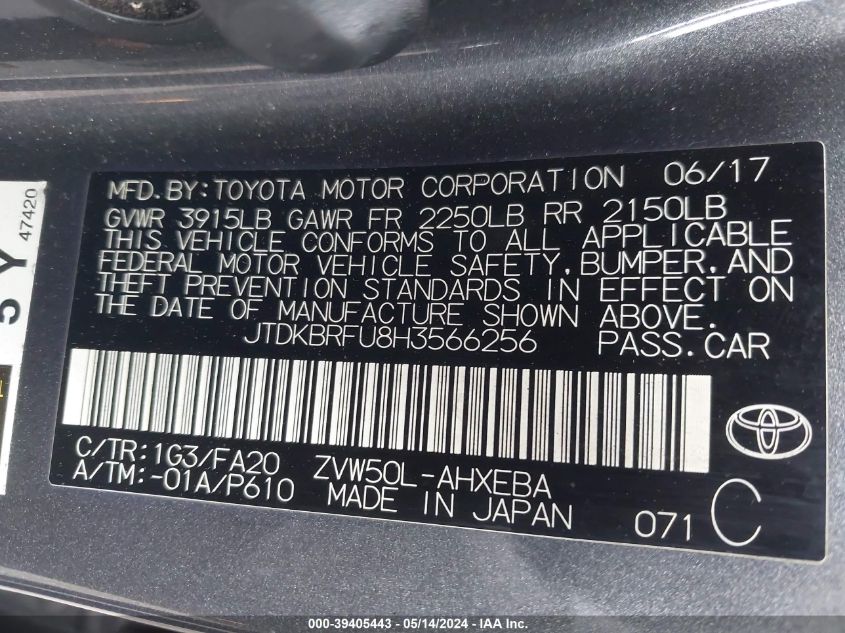 MFD.BY:TOYOTA MOTOR CORPORATION 06/17
GVWR 3915LB GAWR FR 2250LB RR 2150LB
THIS VEHICLE CONFORMS TO ALL APPLICABLE
FEDERAL MOTOR VEHICLE SAFETY,BUMPER,AND
THEFT PREVENTION STANDARDS IN EFFECT ON
THE DATE OF MANUFACTURE SHOWN ABOVE.
JTDKBRFU8H3566256 PASS.CAR
C/TR:1G3/FA20 ZVW50L-AHXEBA
A/TM:-01A/P610 MADE IN JAPAN
071 C
47420
5Y
000-39405443 - 05/14/2024 - IAA Inc.